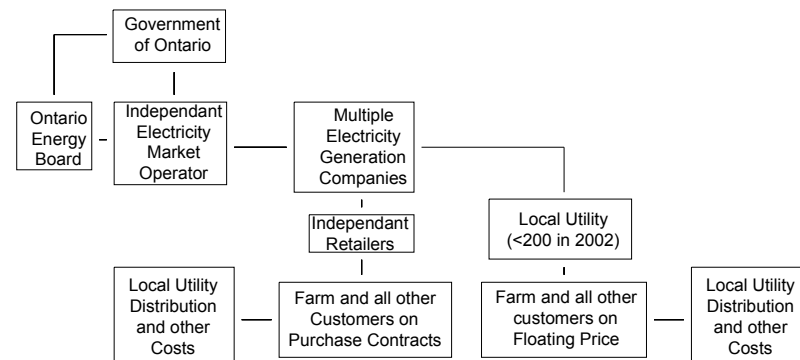 Government
of Ontario
Ontario
Energy
Board
Independant
Electricity
Market
Operator
Multiple
Electricity
Generation
Companies
Independant
Retailers
Local Utility
(<200 in 2002)
Local Utility
Distribution
and other
Costs
Farm and all other
Customers on
Purchase Contracts
Farm and all other
customers on
Floating Price
Local Utility
Distribution
and other
Costs